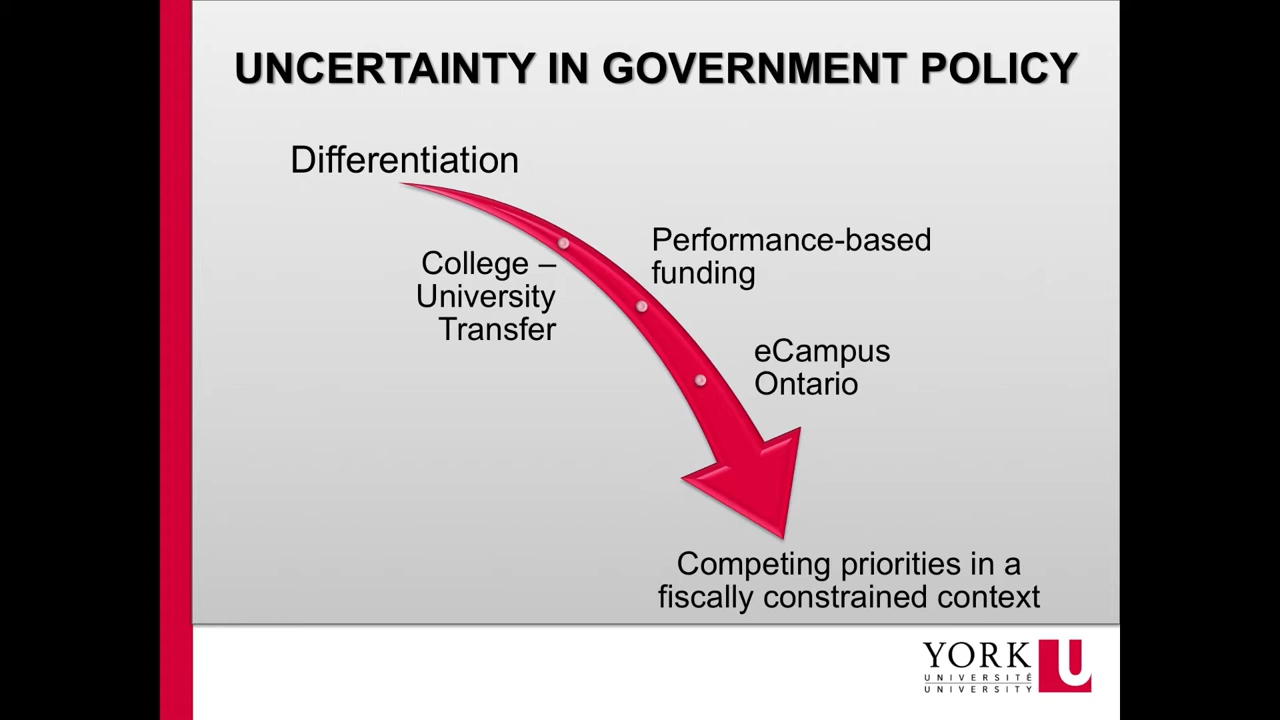 UNCERTAINTY IN GOVERNMENT POLICY
Differentiation
College –
University
Transfer
Performance-based
funding
eCampus
Ontario
Competing priorities in a
fiscally constrained context
YORK U
UNIVERSITÉ
UNIVERSITY